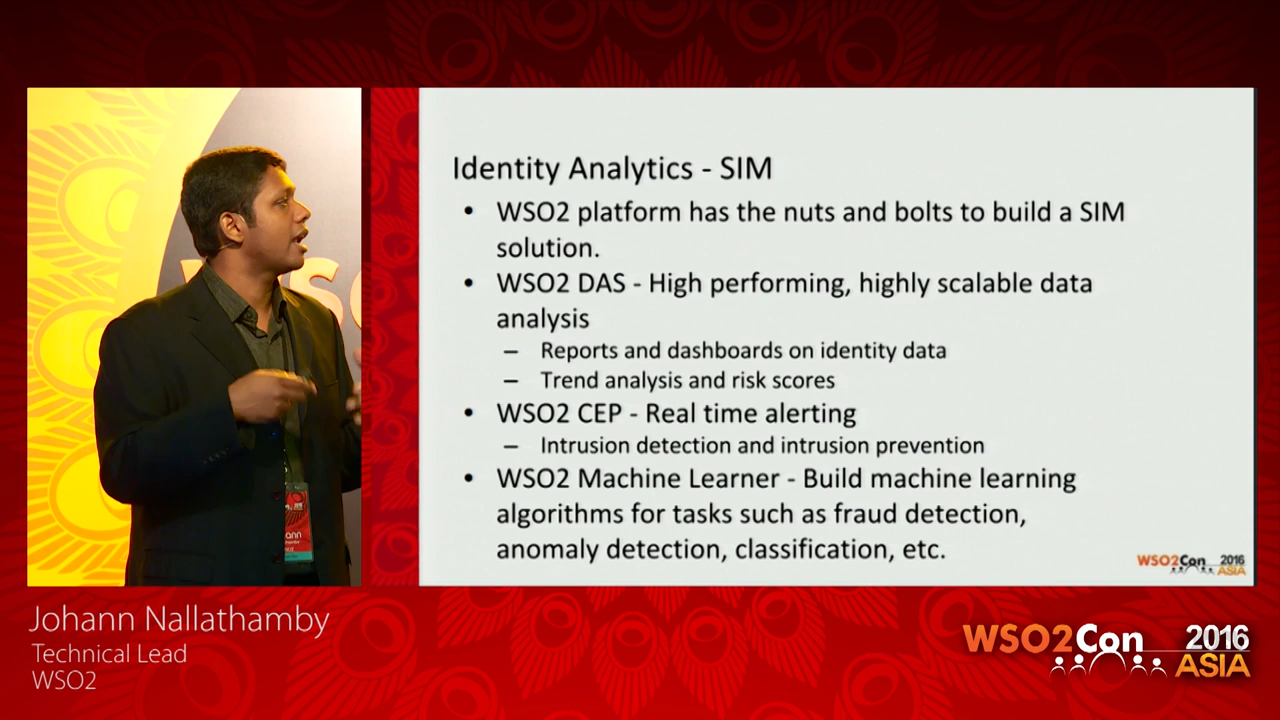 Identity Analytics - SIM
• WSO2 platform has the nuts and bolts to build a SIM
solution.
• WSO2 DAS - High performing, highly scalable data
analysis
– Reports and dashboards on identity data
– Trend analysis and risk scores
• WSO2 CEP - Real time alerting
– Intrusion detection and intrusion prevention
• WSO2 Machine Learner - Build machine learning
algorithms for tasks such as fraud detection,
anomaly detection, classification, etc.
WSO2Con 2016
ASIA
Johann Nallathamby
Technical Lead
WSO2
WSO2Con 2016
ASIA